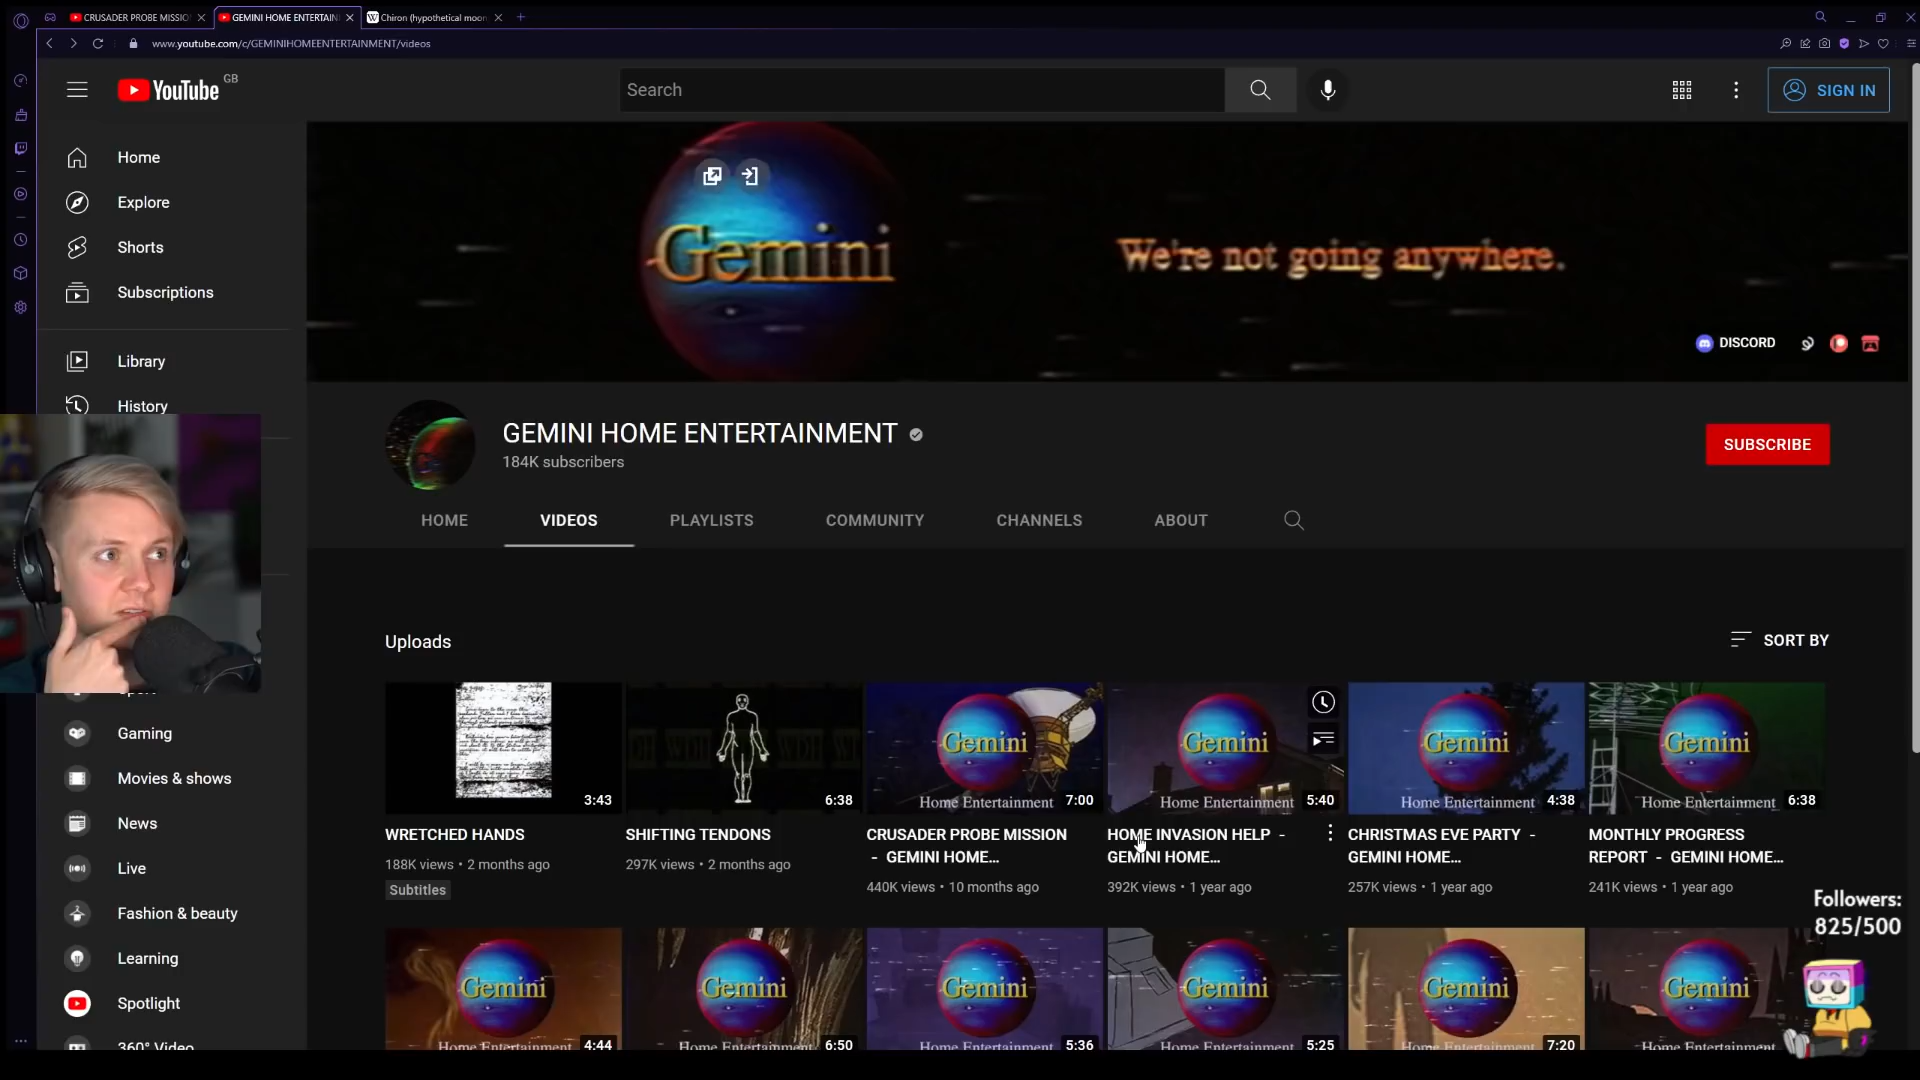 CRUSADER PROBE MISSIO
GEMINI HOME ENTERTAIN
Chiron (hypothetical moon
www.youtube.com/c/GEMINIHOMEENTERTAINMENT/videos
YouTube GB
Search
SIGN IN
Home
Explore
Shorts
Subscriptions
Library
History
Gaming
Movies & shows
News
Live
Fashion & beauty
Learning
Spotlight
360° Video
Gemini
We're not going anywhere.
DISCORD
GEMINI HOME ENTERTAINMENT
184K subscribers
SUBSCRIBE
HOME VIDEOS PLAYLISTS COMMUNITY CHANNELS ABOUT
Uploads
SORT BY
3:43
WRETCHED HANDS
188K views • 2 months ago
Subtitles
6:38
SHIFTING TENDONS
297K views • 2 months ago
Gemini
Home Entertainment 7:00
CRUSADER PROBE MISSION
- GEMINI HOME...
440K views • 10 months ago
Gemini
Home Entertainment 5:40
HOME INVASION HELP -
GEMINI HOME...
392K views • 1 year ago
Gemini
Home Entertainment 4:38
CHRISTMAS EVE PARTY -
GEMINI HOME...
257K views • 1 year ago
Gemini
Home Entertainment 6:38
MONTHLY PROGRESS
REPORT - GEMINI HOME...
241K views • 1 year ago
Gemini
Home Entertainment 4:44
Gemini
Home Entertainment 6:50
Gemini
Home Entertainment 5:36
Gemini
Home Entertainment 5:25
Gemini
Home Entertainment 7:20
Gemini
Home Entertainment
Followers:
825/500